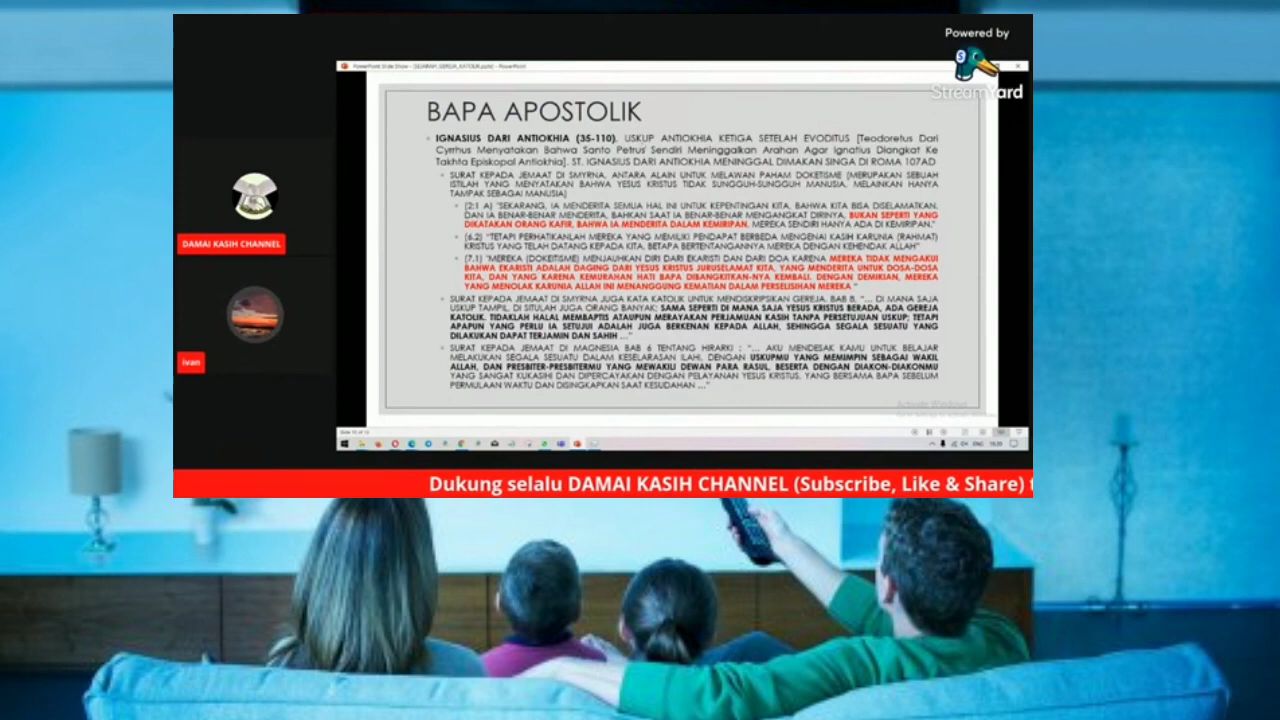 Powered by
StreamYard
PowerPoint Slide Show - [SEJARAH_GEREJA_KATOLIK.pptx] - PowerPoint
BAPA APOSTOLIK
IGNASIUS DARI ANTIOKHIA (35-110), USKUP ANTIOKHIA KETIGA SETELAH EVODITUS [Teodoretus Dari
Cyrrhus Menyatakan Bahwa Santo Petrus Sendiri Meninggalkan Arahan Agar Ignatius Diangkat Ke
Takhta Episkopal Antiokhia]. ST. IGNASIUS DARI ANTIOKHIA MENINGGAL DIMAKAN SINGA DI ROMA 107AD
SURAT KEPADA JEMAAT DI SMYRNA, ANTARA ALAIN UNTUK MELAWAN PAHAM DOKETISME (MERUPAKAN SEBUAH
ISTILAH YANG MENYATAKAN BAHWA YESUS KRISTUS TIDAK SUNGGUH-SUNGGUH MANUSIA, MELAINKAN HANYA
TAMPAK SEBAGAI MANUSIA)
(2:1 A) "SEKARANG, IA MENDERITA SEMUA HAL INI UNTUK KEPENTINGAN KITA, BAHWA KITA BISA DISELAMATKAN.
DAN IA BENAR-BENAR MENDERITA, BAHKAN SAAT IA BENAR-BENAR MENGANGKAT DIRINYA, BUKAN SEPERTI YANG
DIKATAKAN ORANG KAFIR, BAHWA IA MENDERITA DALAM KEMIRIPAN, MEREKA SENDIRI HANYA ADA DI KEMIRIPAN."
(6.2) "TETAPI PERHATIKANLAH MEREKA YANG MEMILIKI PENDAPAT BERBEDA MENGENAI KASIH KARUNIA (RAHMAT)
KRISTUS YANG TELAH DATANG KEPADA KITA, BETAPA BERTENTANGANNYA MEREKA DENGAN KEHENDAK ALLAH"
(7.1) "MEREKA (DOKEITISME) MENJAUHKAN DIRI DARI EKARISTI DAN DARI DOA KARENA MEREKA TIDAK MENGAKUI
BAHWA EKARISTI ADALAH DAGING DARI YESUS KRISTUS JURUSELAMAT KITA, YANG MENDERITA UNTUK DOSA-DOSA
KITA, DAN YANG KARENA KEMURAHAN HATI BAPA DIBANGKITKAN-NYA KEMBALI. DENGAN DEMIKIAN, MEREKA
YANG MENOLAK KARUNIA ALLAH INI MENANGGUNG KEMATIAN DALAM PERSELISIHAN MEREKA "
SURAT KEPADA JEMAAT DI SMYRNA JUGA KATA KATOLIK UNTUK MENDISKRIPSIKAN GEREJA. BAB 8, "... DI MANA SAJA
USKUP TAMPIL, DI SITULAH JUGA ORANG BANYAK; SAMA SEPERTI DI MANA SAJA YESUS KRISTUS BERADA, ADA GEREJA
KATOLIK. TIDAKLAH HALAL MEMBAPTIS ATAUPUN MERAYAKAN PERJAMUAN KASIH TANPA PERSETUJUAN USKUP; TETAPI
APAPUN YANG PERLU IA SETUJUI ADALAH JUGA BERKENAN KEPADA ALLAH, SEHINGGA SEGALA SESUATU YANG
DILAKUKAN DAPAT TERJAMIN DAN SAHIH ..."
SURAT KEPADA JEMAAT DI MAGNESIA BAB 6 TENTANG HIRARKI : "... AKU MENDESAK KAMU UNTUK BELAJAR
MELAKUKAN SEGALA SESUATU DALAM KESELARASAN ILAHI, DENGAN USKUPMU YANG MEMIMPIN SEBAGAI WAKIL
ALLAH, DAN PRESBITER-PRESBITERMU YANG MEWAKILI DEWAN PARA RASUL, BESERTA DENGAN DIAKON-DIAKONMU
YANG SANGAT KUKASIHI DAN DIPERCAYAKAN DENGAN PELAYANAN YESUS KRISTUS, YANG BERSAMA BAPA SEBELUM
PERMULAAN WAKTU DAN DISINGKAPKAN SAAT KESUDAHAN ..."
Activate Windows
DAMAI KASIH CHANNEL
ivan
Dukung selalu DAMAI KASIH CHANNEL (Subscribe, Like & Share)